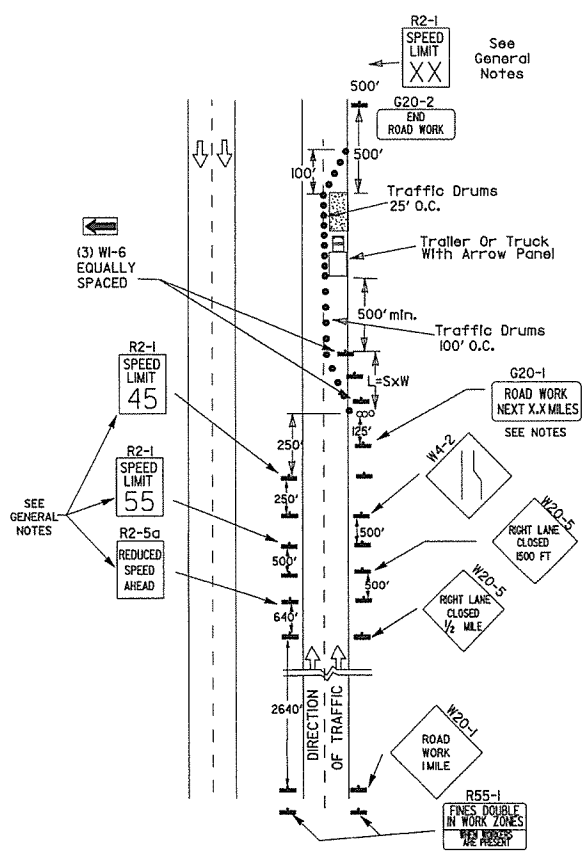 R2-1
SPEED
LIMIT
XX
See
General
Notes
500'
G20-2
END
ROAD WORK
500'
100'
Traffic Drums
25' O.C.
Trailer Or Truck
With Arrow Panel
(3) W1-6
EQUALLY
SPACED
500' min.
Traffic Drums
100' O.C.
R2-1
SPEED
LIMIT
45
L=SxW
G20-1
ROAD WORK
NEXT X.X MILES
SEE NOTES
125'
250'
W4-2
R2-1
SPEED
LIMIT
55
250'
SEE
GENERAL
NOTES
500'
W20-5
RIGHT LANE
CLOSED
1500 FT
R2-5a
REDUCED
SPEED
AHEAD
500'
500'
W20-5
RIGHT LANE
CLOSED
1/2 MILE
640'
2640'
DIRECTION
OF TRAFFIC
W20-1
ROAD
WORK
1 MILE
R55-1
FINES DOUBLE
IN WORK ZONES
WHEN WORKERS
ARE PRESENT